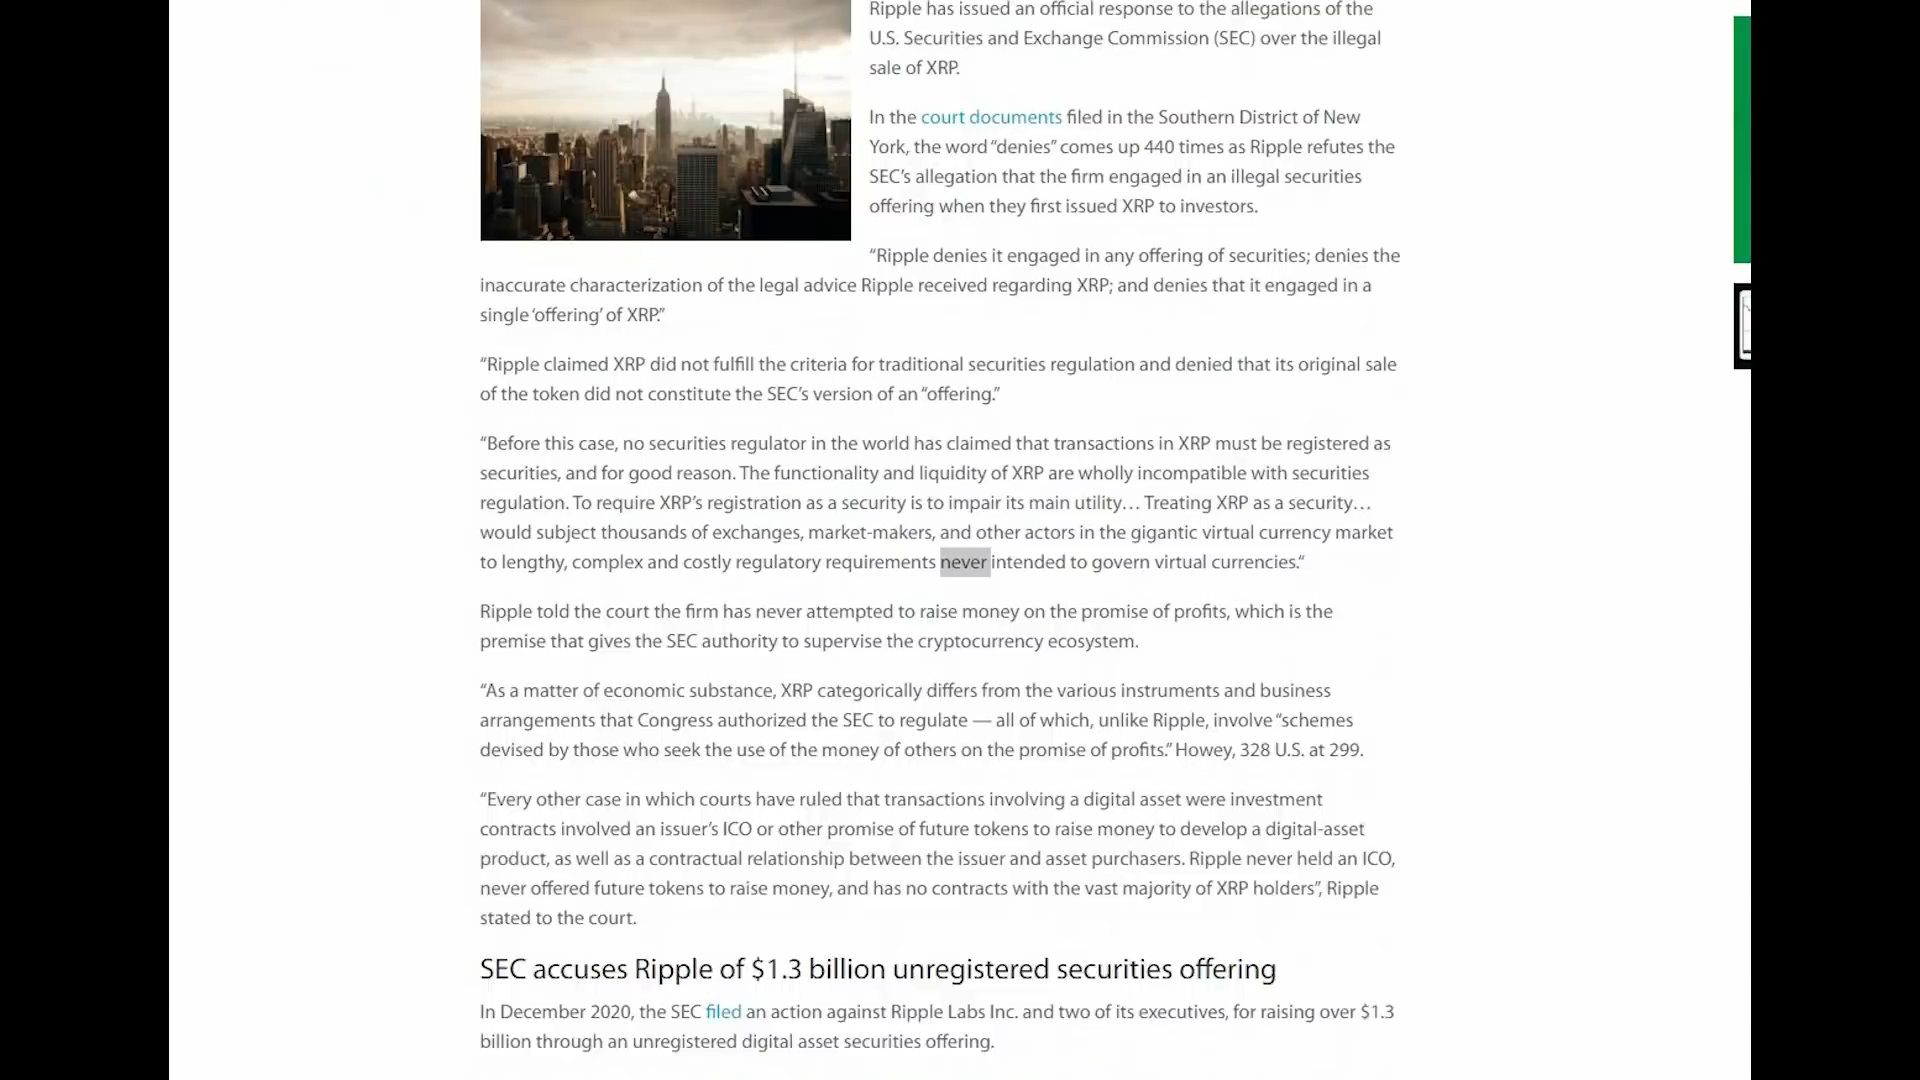 Ripple has issued an official response to the allegations of the
U.S. Securities and Exchange Commission (SEC) over the illegal
sale of XRP.
In the court documents filed in the Southern District of New
York, the word “denies” comes up 440 times as Ripple refutes the
SEC’s allegation that the firm engaged in an illegal securities
offering when they first issued XRP to investors.
“Ripple denies it engaged in any offering of securities; denies the
inaccurate characterization of the legal advice Ripple received regarding XRP; and denies that it engaged in a
single ‘offering’ of XRP.”
“Ripple claimed XRP did not fulfill the criteria for traditional securities regulation and denied that its original sale
of the token did not constitute the SEC’s version of an “offering.”
“Before this case, no securities regulator in the world has claimed that transactions in XRP must be registered as
securities, and for good reason. The functionality and liquidity of XRP are wholly incompatible with securities
regulation. To require XRP’s registration as a security is to impair its main utility… Treating XRP as a security…
would subject thousands of exchanges, market-makers, and other actors in the gigantic virtual currency market
to lengthy, complex and costly regulatory requirements never intended to govern virtual currencies.“
Ripple told the court the firm has never attempted to raise money on the promise of profits, which is the
premise that gives the SEC authority to supervise the cryptocurrency ecosystem.
“As a matter of economic substance, XRP categorically differs from the various instruments and business
arrangements that Congress authorized the SEC to regulate — all of which, unlike Ripple, involve “schemes
devised by those who seek the use of the money of others on the promise of profits.” Howey, 328 U.S. at 299.
“Every other case in which courts have ruled that transactions involving a digital asset were investment
contracts involved an issuer’s ICO or other promise of future tokens to raise money to develop a digital-asset
product, as well as a contractual relationship between the issuer and asset purchasers. Ripple never held an ICO,
never offered future tokens to raise money, and has no contracts with the vast majority of XRP holders”, Ripple
stated to the court.
SEC accuses Ripple of $1.3 billion unregistered securities offering
In December 2020, the SEC filed an action against Ripple Labs Inc. and two of its executives, for raising over $1.3
billion through an unregistered digital asset securities offering.